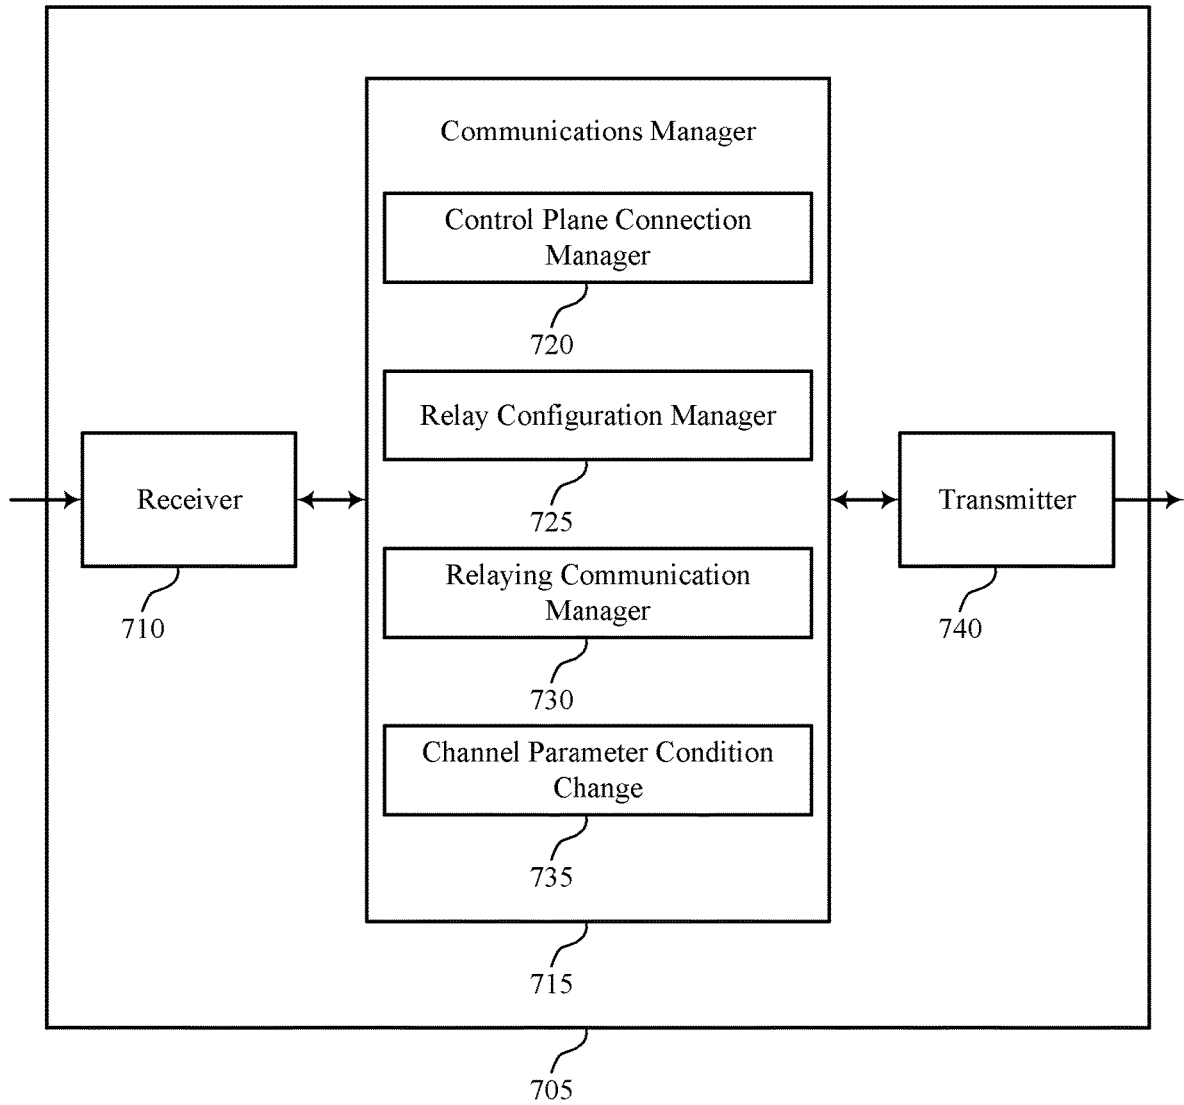 Communications Manager
Control Plane Connection
Manager
720
Relay Configuration Manager
725
Receiver
710
Transmitter
740
Relaying Communication
Manager
730
Channel Parameter Condition
Change
735
715
705